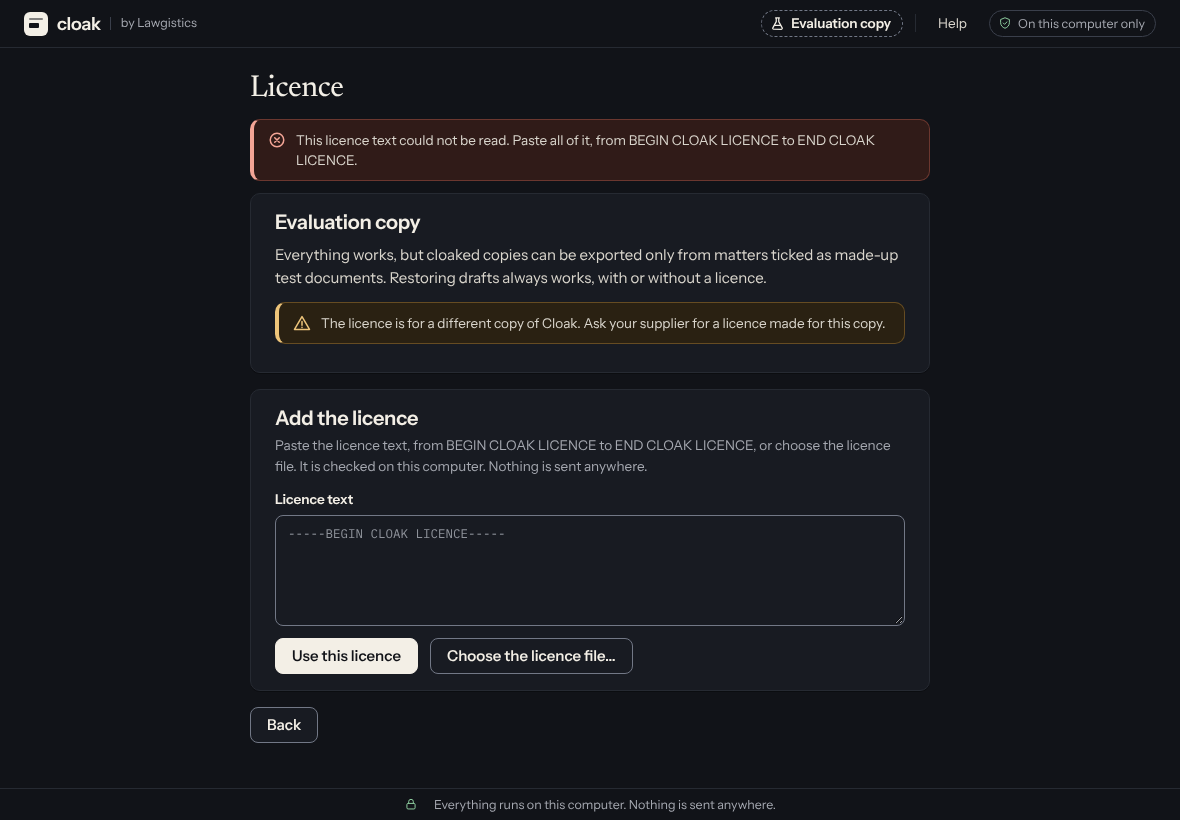 cloak
by Lawgistics
Evaluation copy
Help
On this computer only
Licence
This licence text could not be read. Paste all of it, from BEGIN CLOAK LICENCE to END CLOAK
LICENCE.
Evaluation copy
Everything works, but cloaked copies can be exported only from matters ticked as made-up
test documents. Restoring drafts always works, with or without a licence.
The licence is for a different copy of Cloak. Ask your supplier for a licence made for this copy.
Add the licence
Paste the licence text, from BEGIN CLOAK LICENCE to END CLOAK LICENCE, or choose the licence
file. It is checked on this computer. Nothing is sent anywhere.
Licence text
-----BEGIN CLOAK LICENCE-----
Use this licence
Choose the licence file...
Back
Everything runs on this computer. Nothing is sent anywhere.